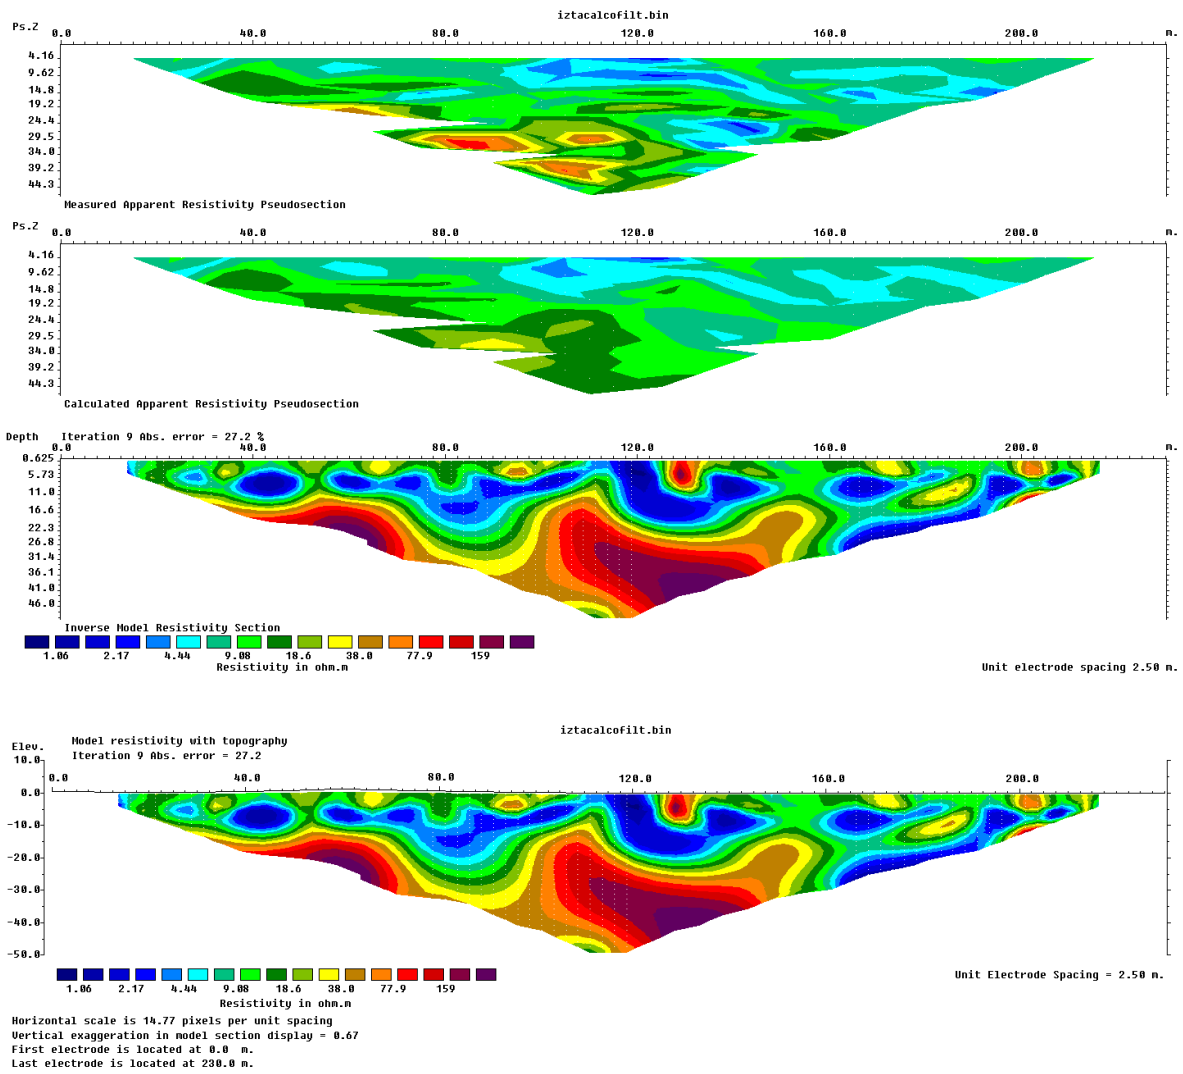 iztacalcofilt.bin
Ps.Z 0.0 40.0 80.0 120.0 160.0 200.0 m.
4.16
9.62
14.8
19.2
24.4
29.5
34.0
39.2
44.3
Measured Apparent Resistivity Pseudosection
Ps.Z 0.0 40.0 80.0 120.0 160.0 200.0 m.
4.16
9.62
14.8
19.2
24.4
29.5
34.0
39.2
44.3
Calculated Apparent Resistivity Pseudosection
Depth Iteration 9 Abs. error = 27.2 %
0.0 40.0 80.0 120.0 160.0 200.0 m.
0.625
5.73
11.0
16.6
22.3
26.8
31.4
36.1
41.0
46.0
Inverse Model Resistivity Section
1.06 2.17 4.44 9.08 18.6 38.0 77.9 159
Resistivity in ohm.m
Unit electrode spacing 2.50 m.
iztacalcofilt.bin
Model resistivity with topography
Elev. Iteration 9 Abs. error = 27.2
10.0
0.0 40.0 80.0 120.0 160.0 200.0
0.0
-10.0
-20.0
-30.0
-40.0
-50.0
1.06 2.17 4.44 9.08 18.6 38.0 77.9 159
Resistivity in ohm.m
Unit Electrode Spacing = 2.50 m.
Horizontal scale is 14.77 pixels per unit spacing
Vertical exaggeration in model section display = 0.67
First electrode is located at 0.0 m.
Last electrode is located at 230.0 m.